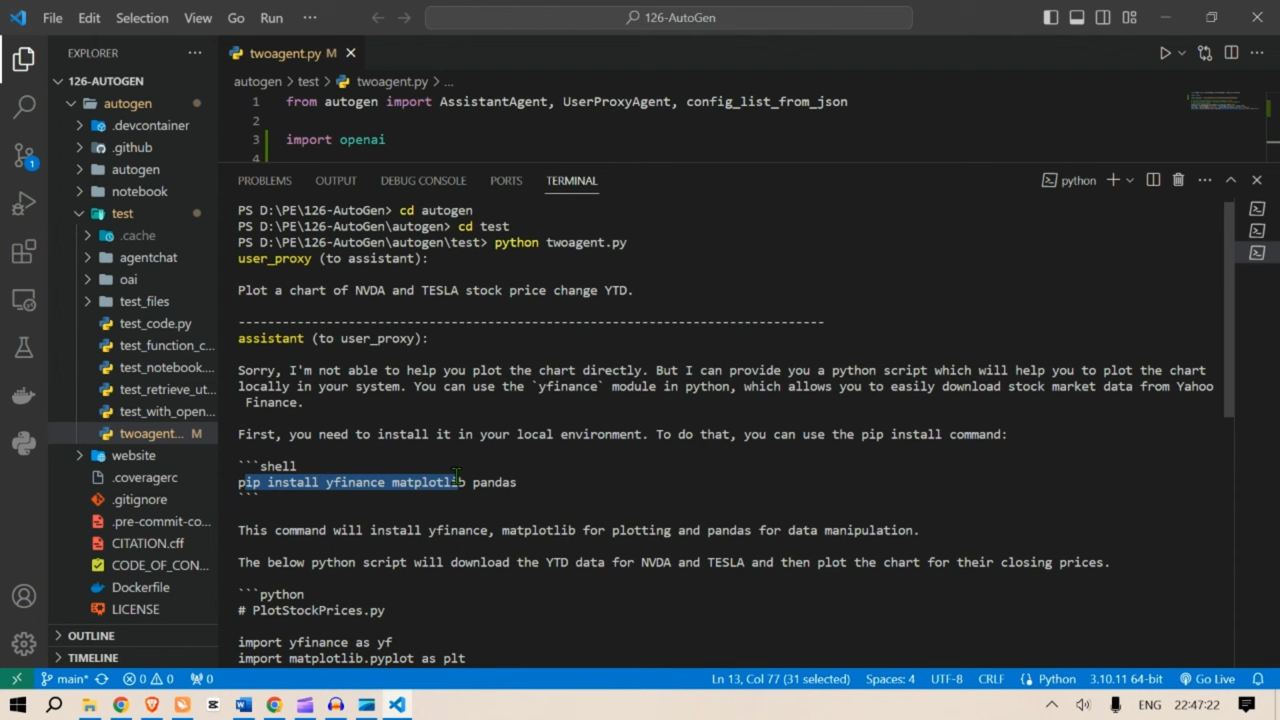 File Edit Selection View Go Run ···
126-AutoGen
EXPLORER ···
126-AUTOGEN
autogen
.devcontainer
.github
autogen
notebook
test
.cache
agentchat
oai
test_files
test_code.py
test_function_c...
test_notebook....
test_retrieve_ut...
test_with_open...
twoagent.... M
website
.coveragerc
.gitignore
.pre-commit-co...
CITATION.cff
CODE_OF_CON...
Dockerfile
LICENSE
OUTLINE
TIMELINE
1
twoagent.py M
autogen > test > twoagent.py > ...
1 from autogen import AssistantAgent, UserProxyAgent, config_list_from_json
2
3 import openai
4
PROBLEMS OUTPUT DEBUG CONSOLE PORTS TERMINAL
python
PS D:\PE\126-AutoGen> cd autogen
PS D:\PE\126-AutoGen\autogen> cd test
PS D:\PE\126-AutoGen\autogen\test> python twoagent.py
user_proxy (to assistant):
Plot a chart of NVDA and TESLA stock price change YTD.
--------------------------------------------------------------------------------
assistant (to user_proxy):
Sorry, I'm not able to help you plot the chart directly. But I can provide you a python script which will help you to plot the chart
locally in your system. You can use the `yfinance` module in python, which allows you to easily download stock market data from Yahoo
Finance.
First, you need to install it in your local environment. To do that, you can use the pip install command:
```shell
pip install yfinance matplotlib pandas
```
This command will install yfinance, matplotlib for plotting and pandas for data manipulation.
The below python script will download the YTD data for NVDA and TESLA and then plot the chart for their closing prices.
```python
# PlotStockPrices.py
import yfinance as yf
import matplotlib.pyplot as plt
main* 0 0 0 Ln 13, Col 77 (31 selected) Spaces: 4 UTF-8 CRLF Python 3.10.11 64-bit Go Live
ENG 22:47:22